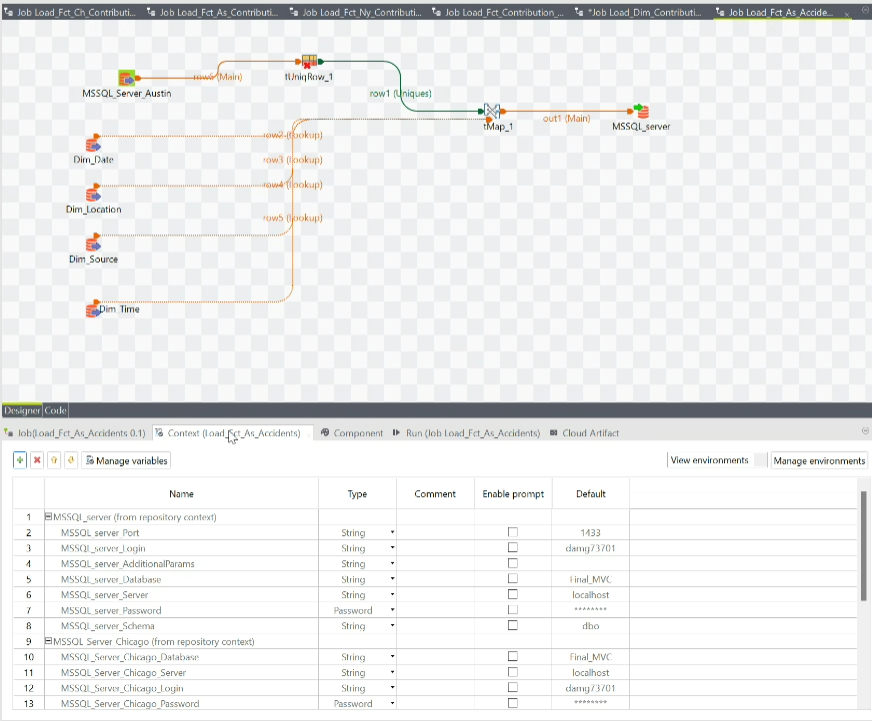 Job Load_Fct_Ch_Contributi... Job Load_Fct_As_Contributi... Job Load_Fct_Ny_Contributi... Job Load_Fct_Contribution_... *Job Load_Dim_Contributi... Job Load_Fct_As_Accide...
row6 (Main)
tUniqRow_1
MSSQL_Server_Austin
row1 (Uniques)
out1 (Main)
tMap_1
MSSQL_server
row2 (Lookup)
Dim_Date
row3 (Lookup)
row4 (Lookup)
Dim_Location
row5 (Lookup)
Dim_Source
Dim_Time
Designer Code
Job(Load_Fct_As_Accidents 0.1) Context (Load_Fct_As_Accidents) Component Run (Job Load_Fct_As_Accidents) Cloud Artifact
Manage variables View environments Manage environments
Name Type Comment Enable prompt Default
1 MSSQL_server (from repository context)
2 MSSQL_server_Port String 1433
3 MSSQL_server_Login String damg73701
4 MSSQL_server_AdditionalParams String
5 MSSQL_server_Database String Final_MVC
6 MSSQL_server_Server String localhost
7 MSSQL_server_Password Password ********
8 MSSQL_server_Schema String dbo
9 MSSQL_Server_Chicago (from repository context)
10 MSSQL_Server_Chicago_Database String Final_MVC
11 MSSQL_Server_Chicago_Server String localhost
12 MSSQL_Server_Chicago_Login String damg73701
13 MSSQL_Server_Chicago_Password Password ********